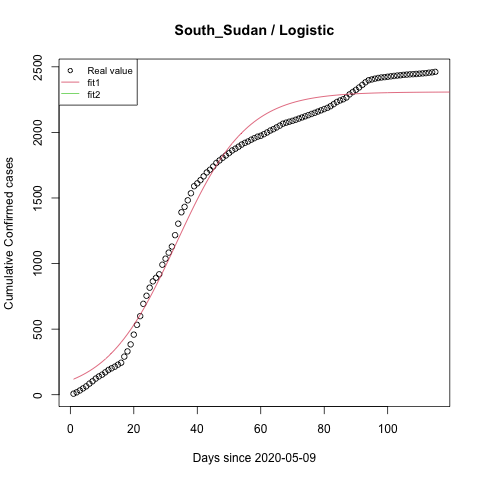 South_Sudan / Logistic
Real value
fit1
fit2
Cumulative Confirmed cases
2500
2000
1500
1000
500
0
0 20 40 60 80 100
Days since 2020-05-09